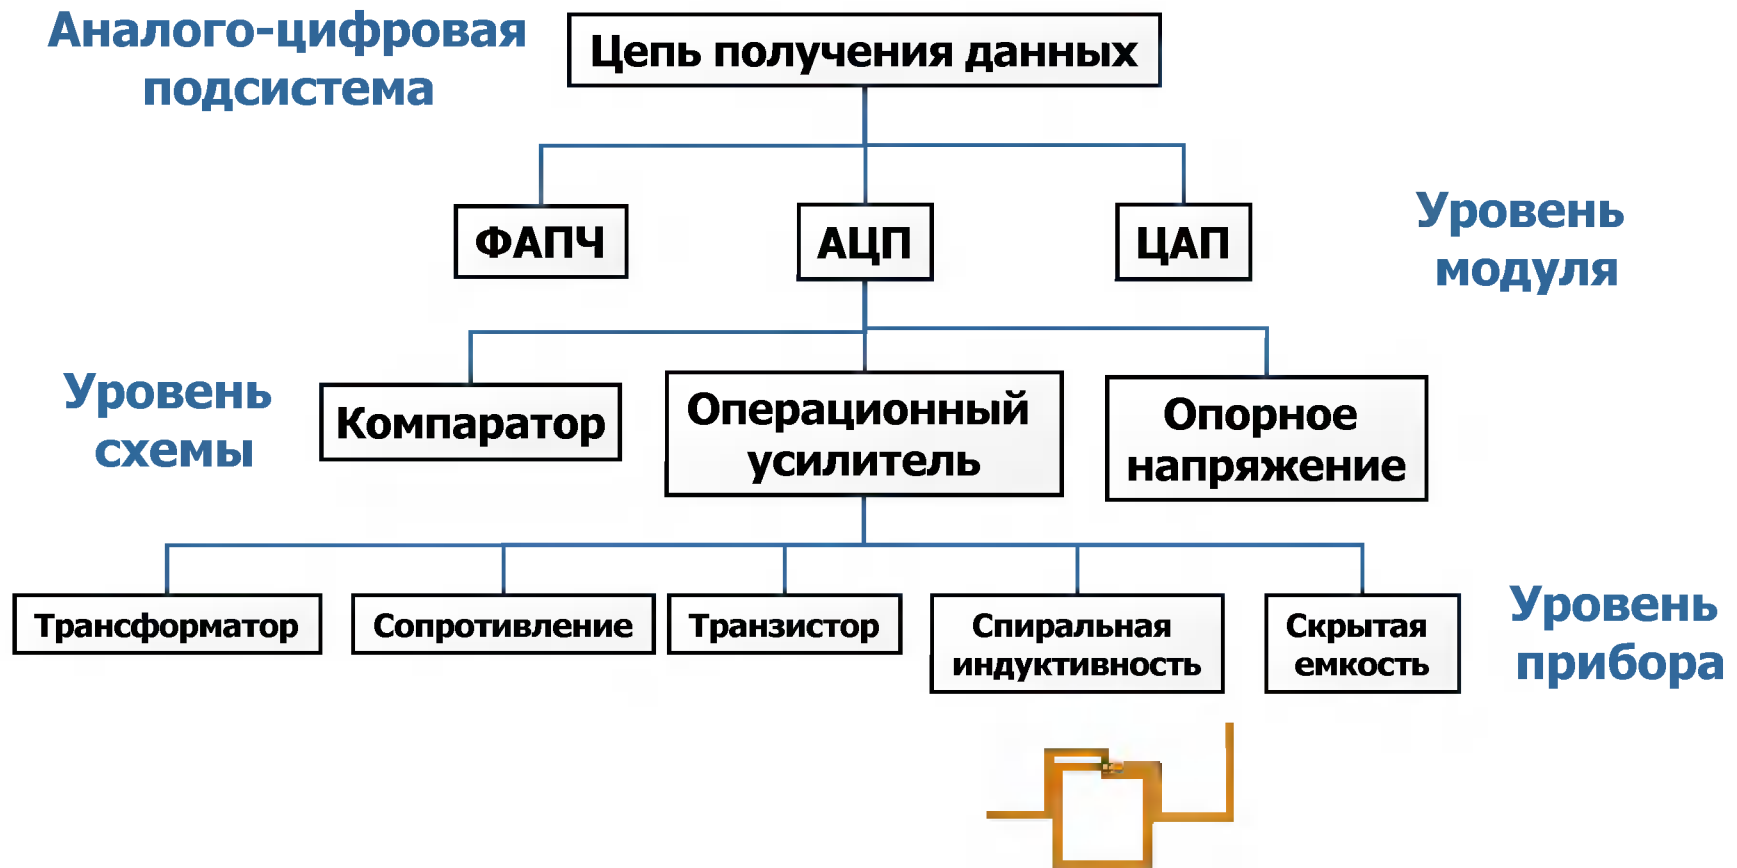 Аналого-цифровая
подсистема
Цепь получения данных
ФАПЧ
АЦП
ЦАП
Уровень
модуля
Уровень
схемы
Компаратор
Операционный
усилитель
Опорное
напряжение
Трансформатор
Сопротивление
Транзистор
Спиральная
индуктивность
Скрытая
емкость
Уровень
прибора